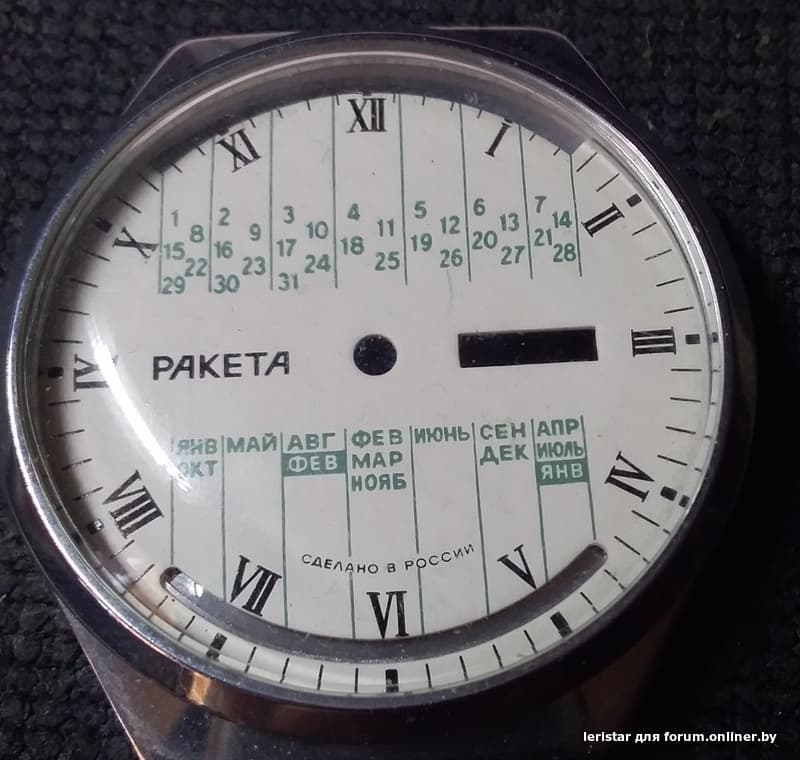 XII
XI I
X II
1 2 3 4 5 6 7
8 9 10 11 12 13 14
15 16 17 18 19 20 21
22 23 24 25 26 27 28
29 30 31
IX РАКЕТА III
ЯНВ МАЙ АВГ ФЕВ ИЮНЬ СЕН АПР
ОКТ ФЕВ МАР ДЕК ИЮЛЬ
НОЯБ ЯНВ
VIII IV
СДЕЛАНО В РОССИИ
VII V
VI
leristar для forum.onliner.by